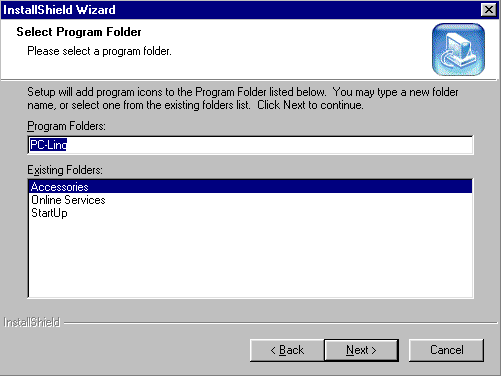 InstallShield Wizard
Select Program Folder
Please select a program folder.
Setup will add program icons to the Program Folder listed below. You may type a new folder
name, or select one from the existing folders list. Click Next to continue.
Program Folders:
PC-Linq
Existing Folders:
Accessories
Online Services
StartUp
InstallShield
< Back
Next >
Cancel